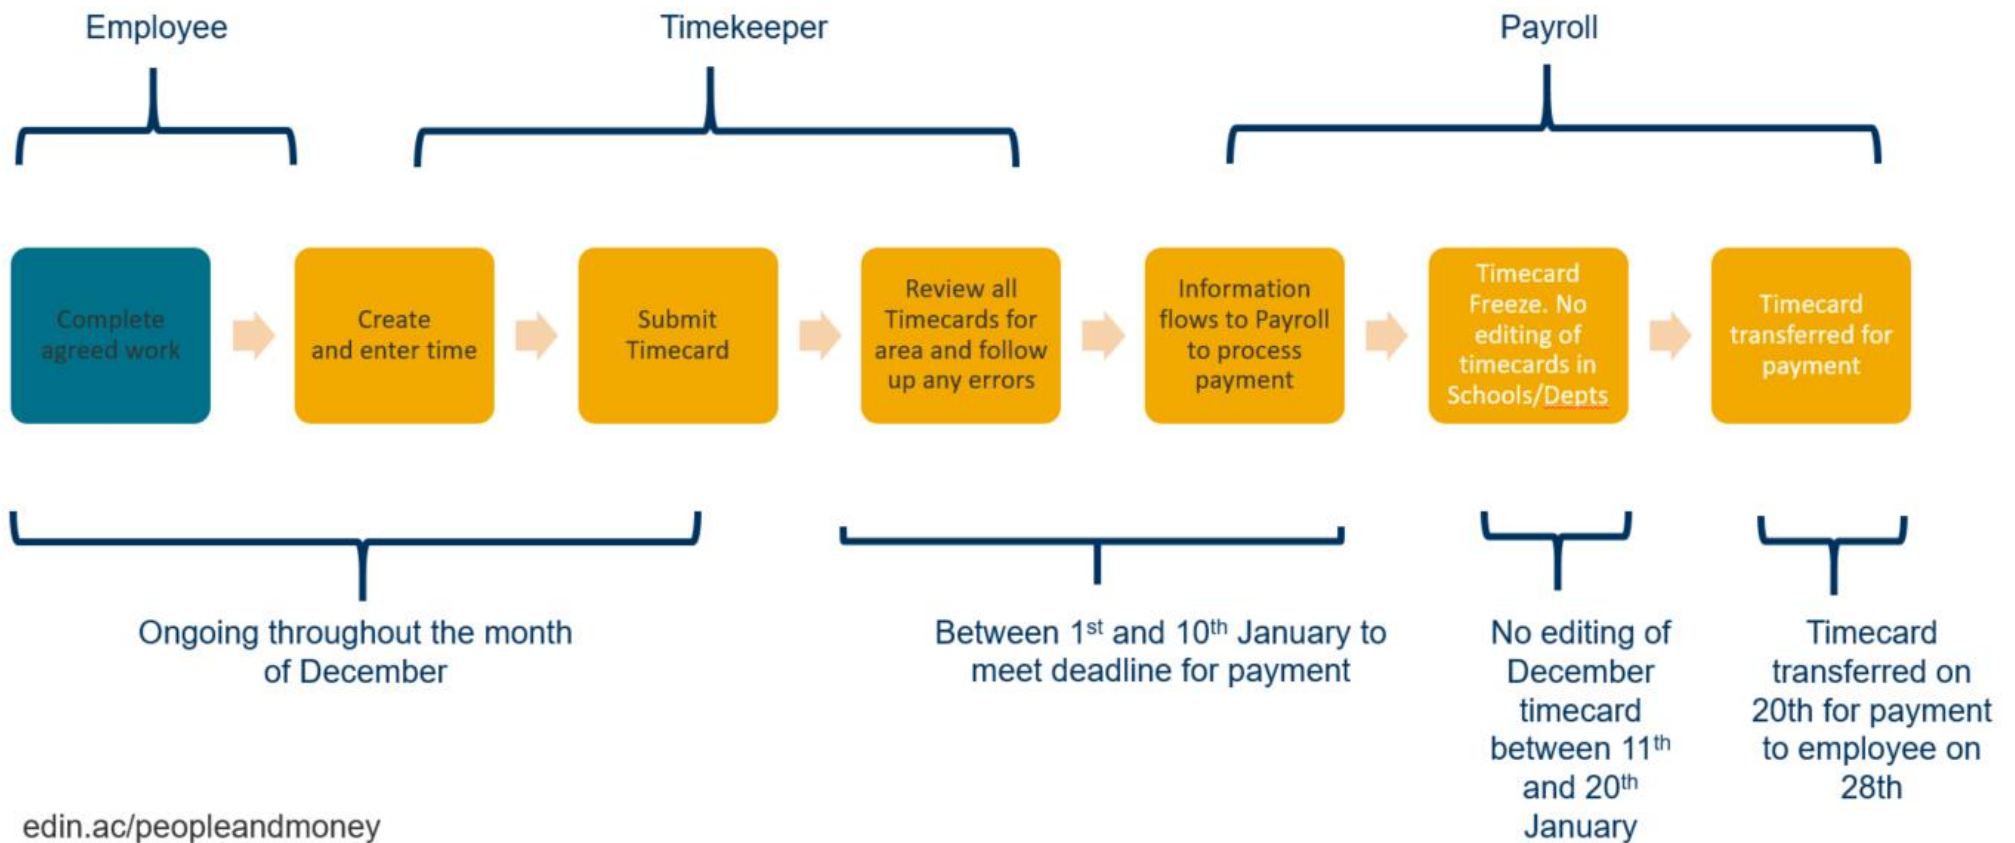 Employee
Timekeeper
Payroll
Complete
agreed work
Create
and enter time
Submit
Timecard
Review all
Timecards for
area and follow
up any errors
Information
flows to Payroll
to process
payment
Timecard
Freeze. No
editing of
timecards in
Schools/Depts
Timecard
transferred for
payment
Ongoing throughout the month
of December
Between 1st and 10th January to
meet deadline for payment
No editing of
December
timecard
between 11th
and 20th
January
Timecard
transferred on
20th for payment
to employee on
28th
edin.ac/peopleandmoney